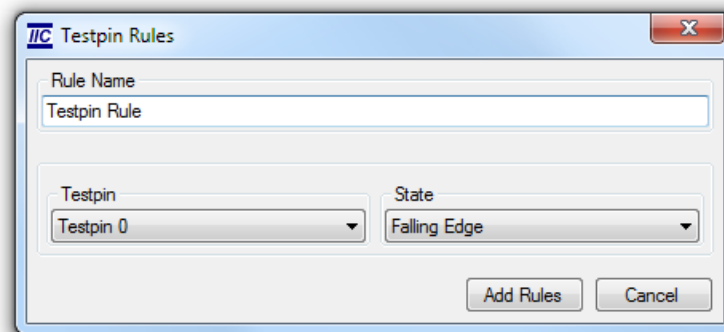 IIC Testpin Rules
X
Rule Name
Testpin Rule
Testpin State
Testpin 0 Falling Edge
Add Rules Cancel